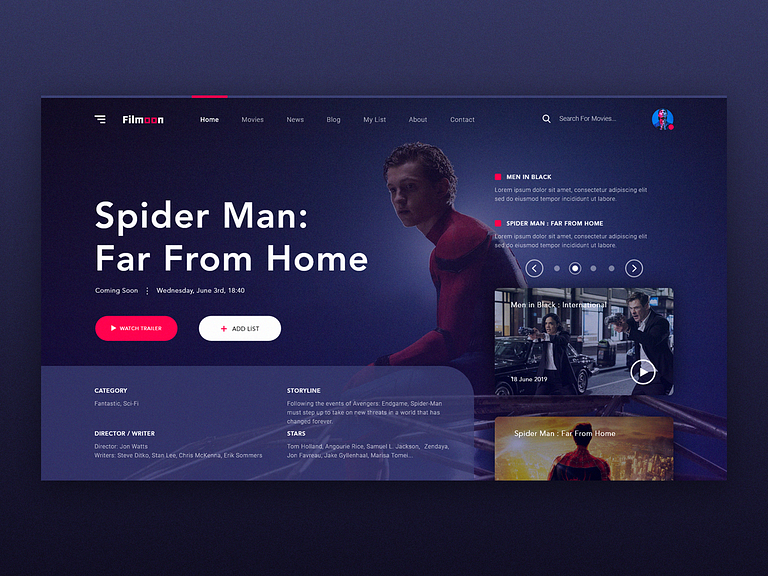 Filmoon
Home Movies News Blog My List About Contact
Search For Movies...
Spider Man:
Far From Home
Coming Soon Wednesday, June 3rd, 18:40
WATCH TRAILER
ADD LIST
CATEGORY
Fantastic, Sci-Fi
DIRECTOR / WRITER
Director: Jon Watts
Writers: Steve Ditko, Stan Lee, Chris McKenna, Erik Sommers
STORYLINE
Following the events of Avengers: Endgame, Spider-Man
must step up to take on new threats in a world that has
changed forever.
STARS
Tom Holland, Angourie Rice, Samuel L. Jackson, Zendaya,
Jon Favreau, Jake Gyllenhaal, Marisa Tomei...
MEN IN BLACK
Lorem ipsum dolor sit amet, consectetur adipiscing elit
sed do eiusmod tempor incididunt ut labore.
SPIDER MAN : FAR FROM HOME
Lorem ipsum dolor sit amet, consectetur adipiscing elit
sed do eiusmod tempor incididunt ut labore.
Men in Black : International
18 June 2019
Spider Man : Far From Home